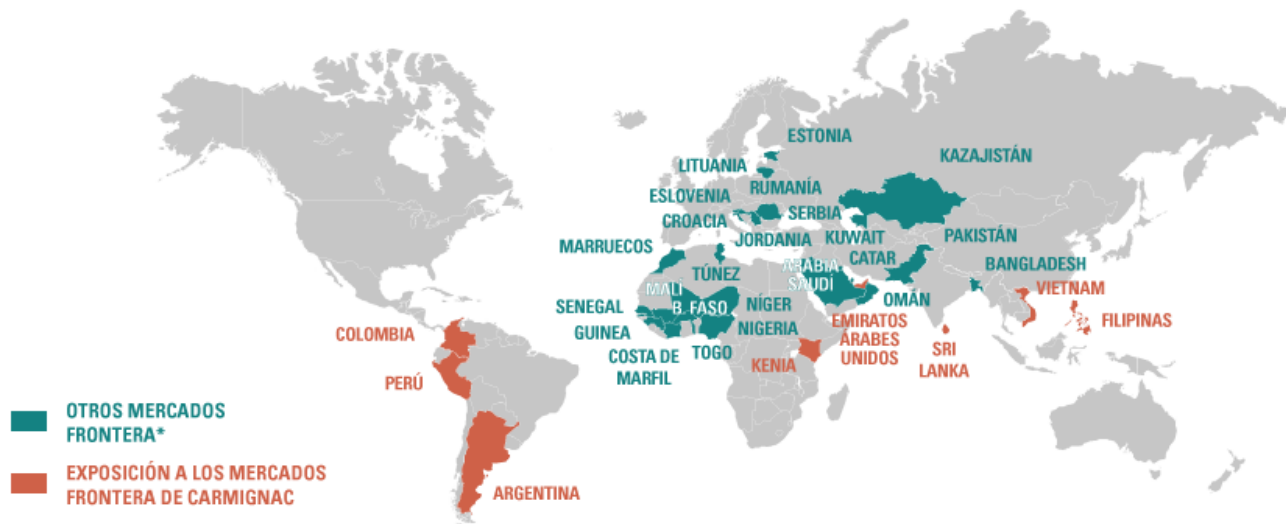 ESTONIA
LITUANIA
KAZAJISTÁN
ESLOVENIA
RUMANÍA
CROACIA
SERBIA
MARRUECOS
JORDANIA
KUWAIT
PAKISTÁN
TÚNEZ
ARABIA
SAUDÍ
CATAR
BANGLADESH
MALÍ
VIETNAM
SENEGAL
B. FASO
NÍGER
OMÁN
FILIPINAS
GUINEA
NIGERIA
EMIRATOS
ÁRABES
UNIDOS
COLOMBIA
COSTA DE
MARFIL
TOGO
KENIA
SRI
LANKA
PERÚ
OTROS MERCADOS
FRONTERA*
EXPOSICIÓN A LOS MERCADOS
FRONTERA DE CARMIGNAC
ARGENTINA